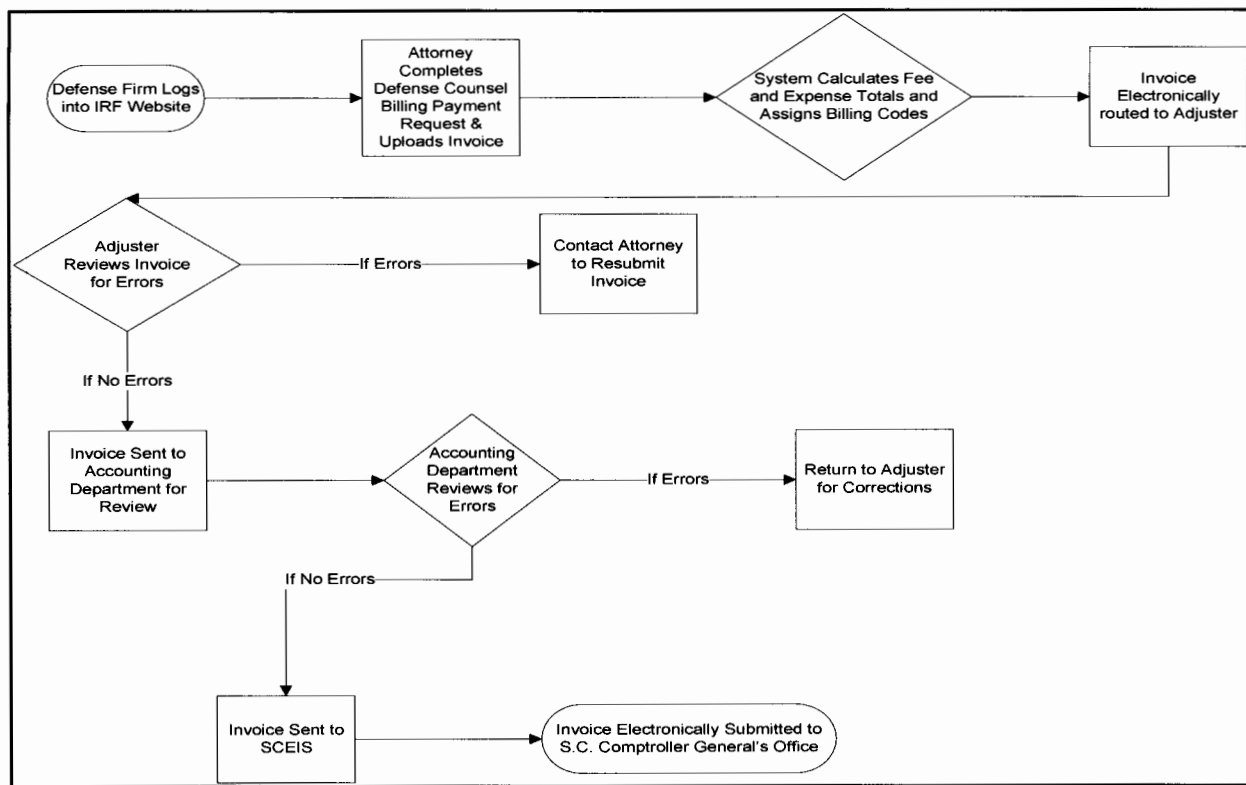 Defense Firm Logs
into IRF Website
Attorney
Completes
Defense Counsel
Billing Payment
Request &
Uploads Invoice
System Calculates Fee
and Expense Totals and
Assigns Billing Codes
Invoice
Electronically
routed to Adjuster
Adjuster
Reviews Invoice
for Errors
If Errors
Contact Attorney
to Resubmit
Invoice
If No Errors
Invoice Sent to
Accounting
Department for
Review
Accounting
Department
Reviews for
Errors
If Errors
Return to Adjuster
for Corrections
If No Errors
Invoice Sent to
SCEIS
Invoice Electronically Submitted to
S.C. Comptroller General's Office